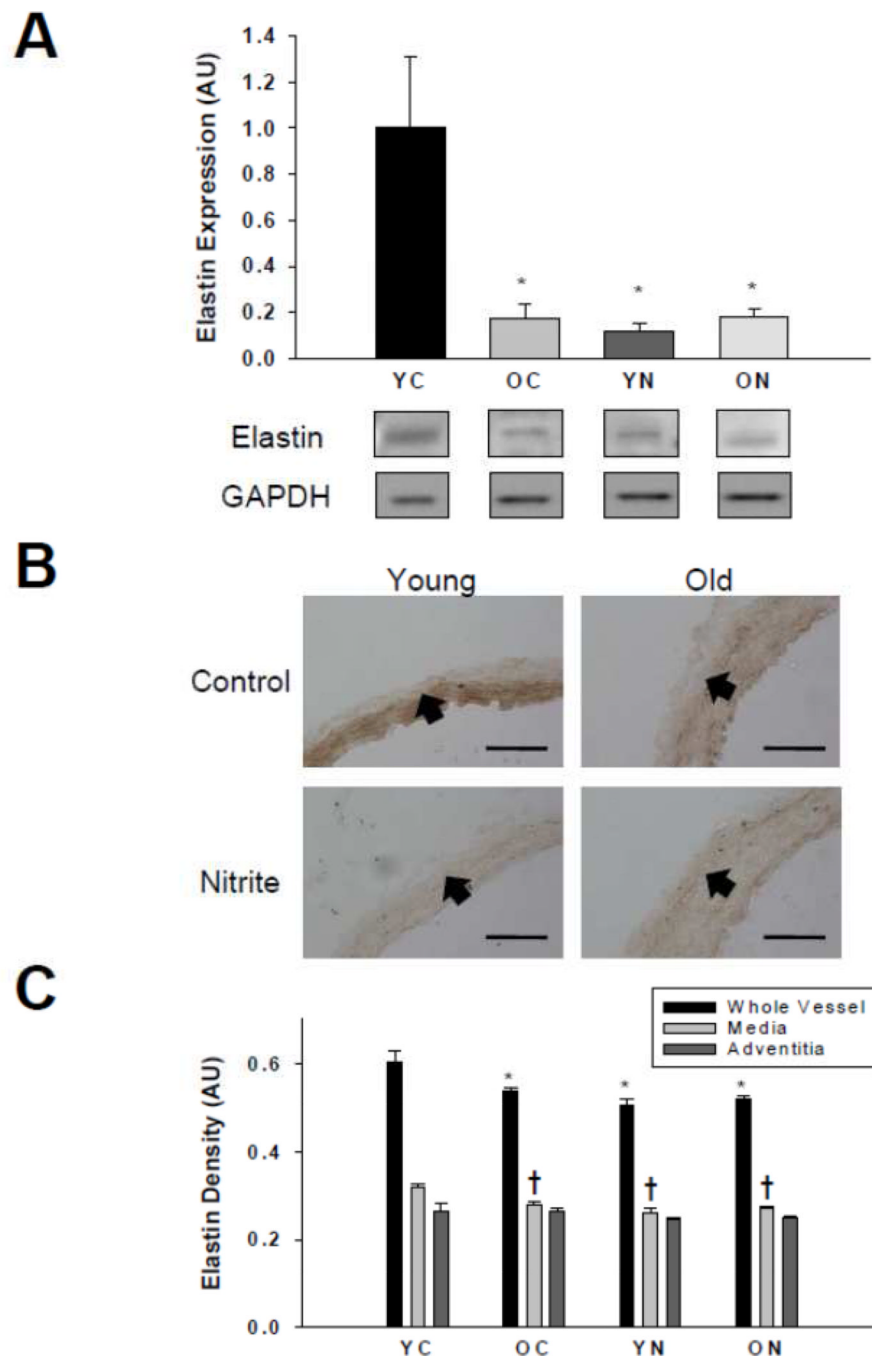 A
Elastin Expression (AU)
1.4
1.2
1.0
0.8
0.6
0.4
0.2
0.0
*
*
*
YC OC YN ON
Elastin
GAPDH
B
Young Old
Control
Nitrite
C
Elastin Density (AU)
Whole Vessel
Media
Adventitia
0.6
0.4
0.2
0.0
* * *
† † †
YC OC YN ON